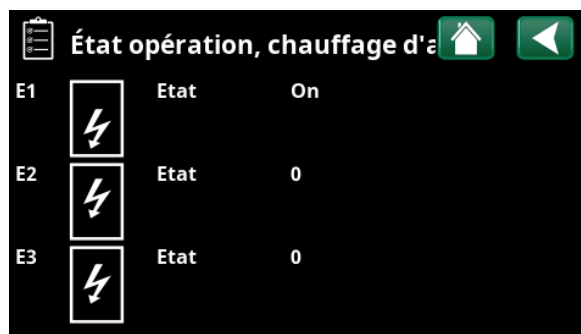 État opération, chauffage d'a
E1 Etat On
E2 Etat 0
E3 Etat 0